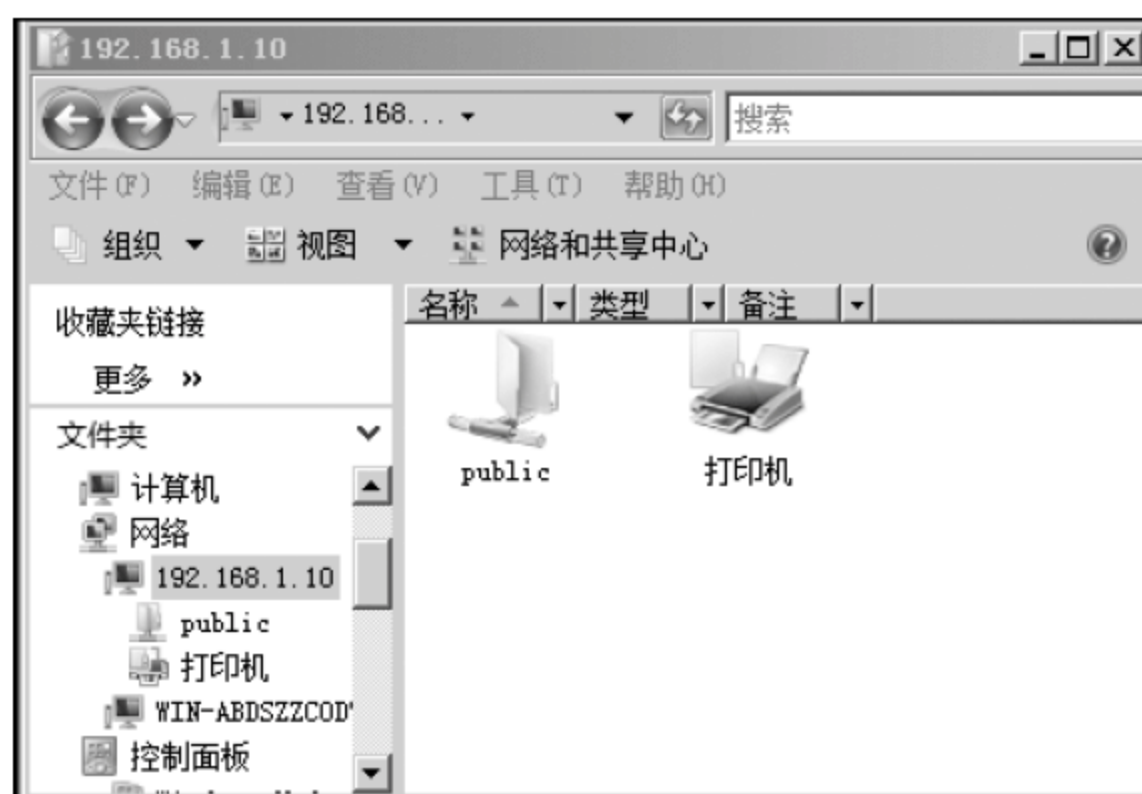 192.168.1.10
192.168... 搜索
文件(F) 编辑(E) 查看(V) 工具(T) 帮助(H)
组织 视图 网络和共享中心
名称 类型 备注
收藏夹链接
更多 »
文件夹
计算机
网络
192.168.1.10
public
打印机
WIN-ABDSZZCOD
控制面板
public
打印机